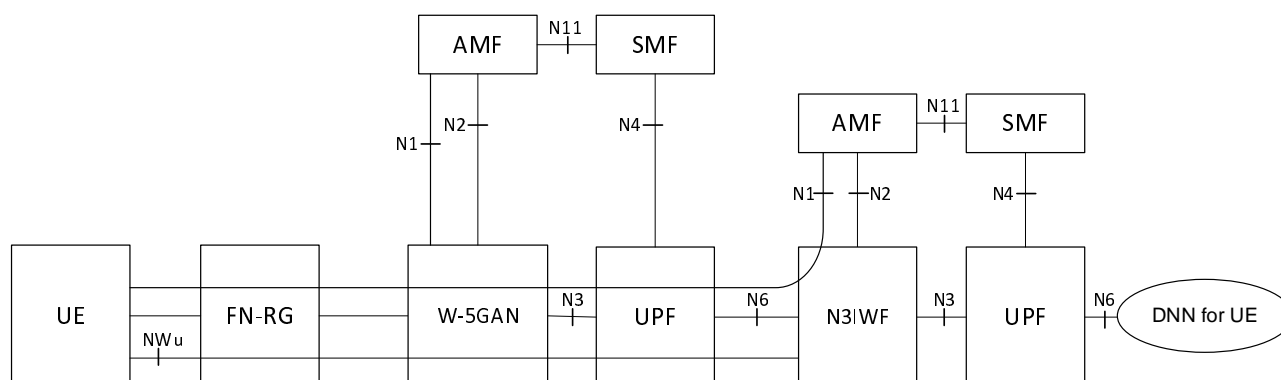 N11
AMF
SMF
N11
AMF
SMF
N2
N4
N1
N1
N2
N4
N3
N6
N3
N6
UE
FN-RG
W-5GAN
UPF
N3IWF
UPF
DNN for UE
NWu